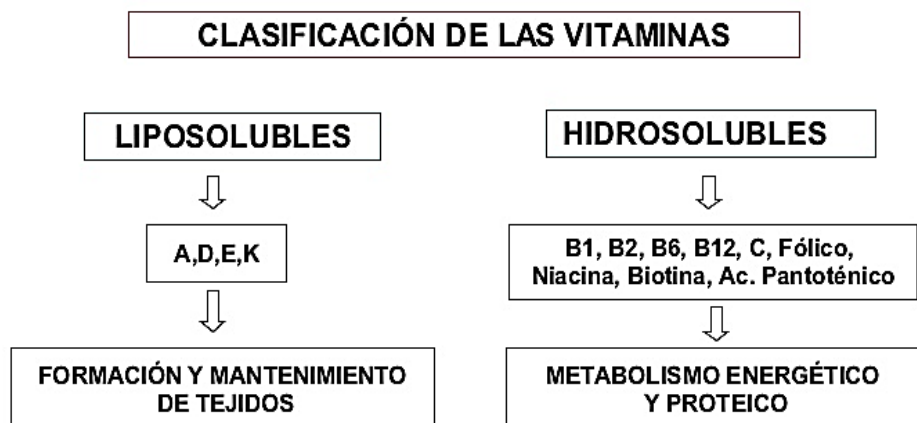 CLASIFICACIÓN DE LAS VITAMINAS
LIPOSOLUBLES
A,D,E,K
FORMACIÓN Y MANTENIMIENTO
DE TEJIDOS
HIDROSOLUBLES
B1, B2, B6, B12, C, Fólico,
Niacina, Biotina, Ac. Pantoténico
METABOLISMO ENERGÉTICO
Y PROTEICO